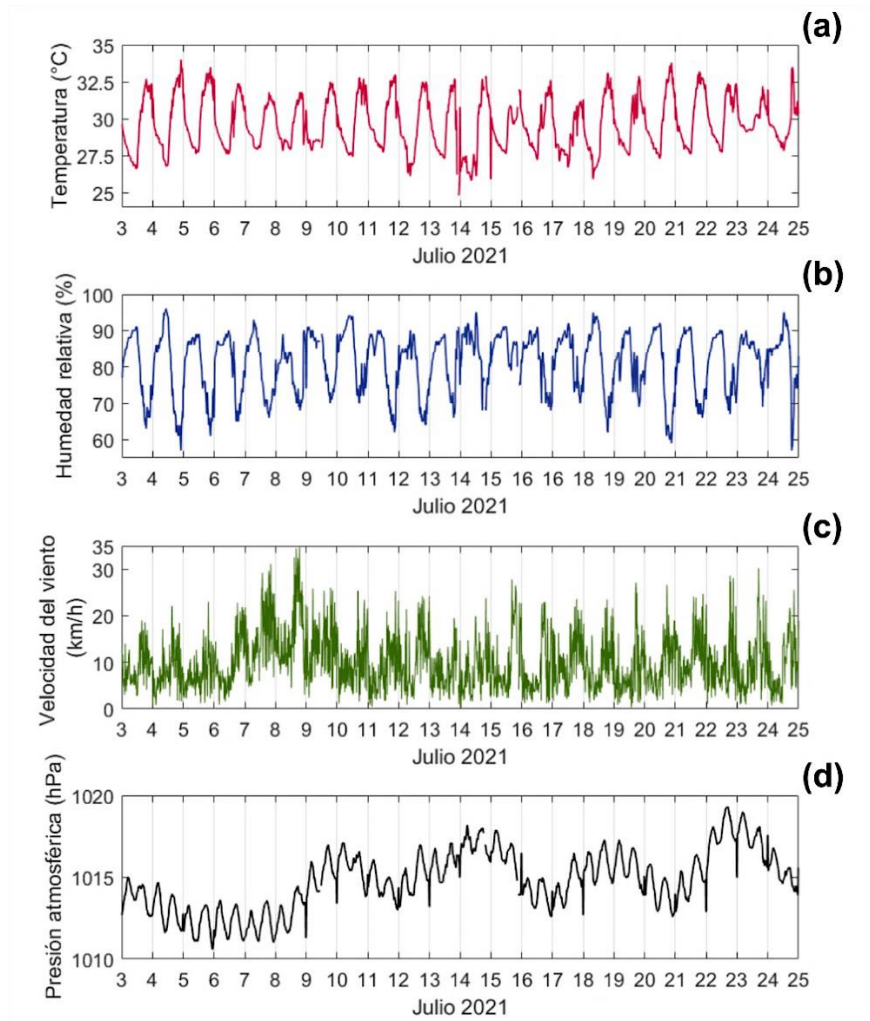 (a)
Temperatura (°C)
35
32.5
30
27.5
25
3 4 5 6 7 8 9 10 11 12 13 14 15 16 17 18 19 20 21 22 23 24 25
Julio 2021
(b)
Humedad relativa (%)
100
90
80
70
60
3 4 5 6 7 8 9 10 11 12 13 14 15 16 17 18 19 20 21 22 23 24 25
Julio 2021
(c)
Velocidad del viento
(km/h)
35
30
20
10
0
3 4 5 6 7 8 9 10 11 12 13 14 15 16 17 18 19 20 21 22 23 24 25
Julio 2021
(d)
Presión atmosférica (hPa)
1020
1015
1010
3 4 5 6 7 8 9 10 11 12 13 14 15 16 17 18 19 20 21 22 23 24 25
Julio 2021